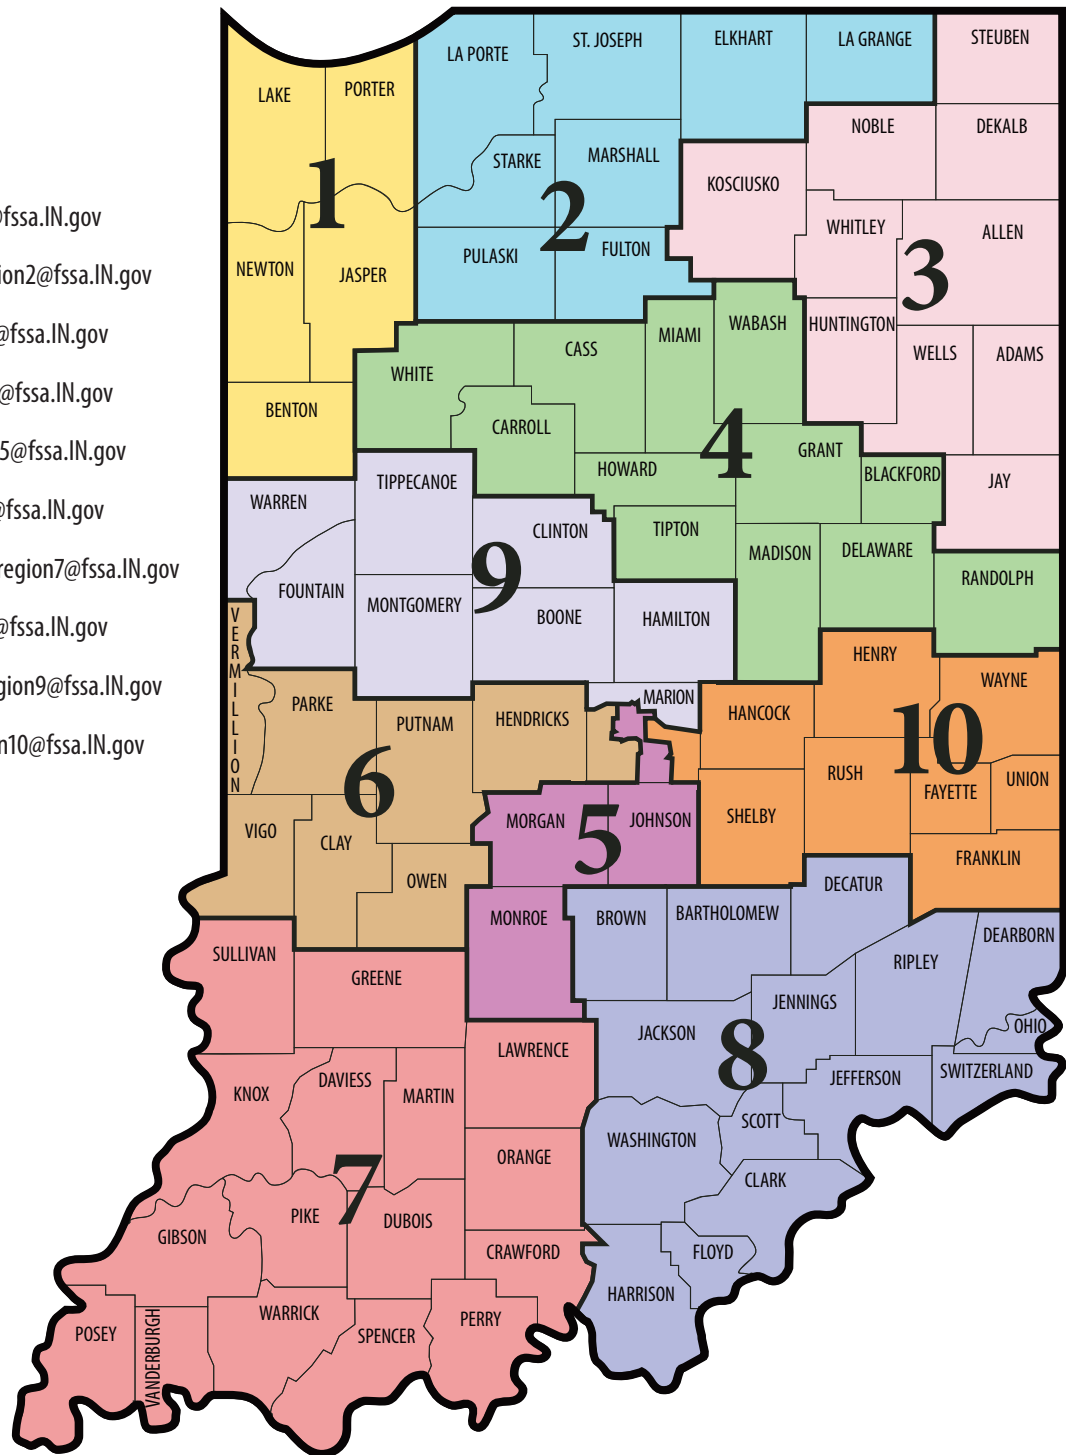 @fssa.IN.gov
ion2@fssa.IN.gov
@fssa.IN.gov
@fssa.IN.gov
5@fssa.IN.gov
@fssa.IN.gov
region7@fssa.IN.gov
@fssa.IN.gov
gion9@fssa.IN.gov
n10@fssa.IN.gov
LAKE
PORTER
1
NEWTON
JASPER
BENTON
LA PORTE
ST. JOSEPH
ELKHART
LA GRANGE
STARKE
MARSHALL
2
PULASKI
FULTON
STEUBEN
NOBLE
DEKALB
KOSCIUSKO
WHITLEY
ALLEN
3
HUNTINGTON
WELLS
ADAMS
JAY
WHITE
CASS
MIAMI
WABASH
CARROLL
HOWARD
4
GRANT
BLACKFORD
TIPTON
MADISON
DELAWARE
RANDOLPH
WARREN
TIPPECANOE
CLINTON
9
FOUNTAIN
MONTGOMERY
BOONE
HAMILTON
MARION
VERMILLION
PARKE
PUTNAM
HENDRICKS
6
VIGO
CLAY
OWEN
HENRY
WAYNE
HANCOCK
10
RUSH
FAYETTE
UNION
SHELBY
FRANKLIN
MORGAN
5
JOHNSON
MONROE
BROWN
BARTHOLOMEW
DECATUR
DEARBORN
RIPLEY
JENNINGS
OHIO
JACKSON
8
JEFFERSON
SWITZERLAND
SCOTT
WASHINGTON
CLARK
FLOYD
HARRISON
SULLIVAN
GREENE
LAWRENCE
KNOX
DAVIESS
MARTIN
ORANGE
7
PIKE
DUBOIS
GIBSON
CRAWFORD
POSEY
VANDERBURGH
WARRICK
SPENCER
PERRY